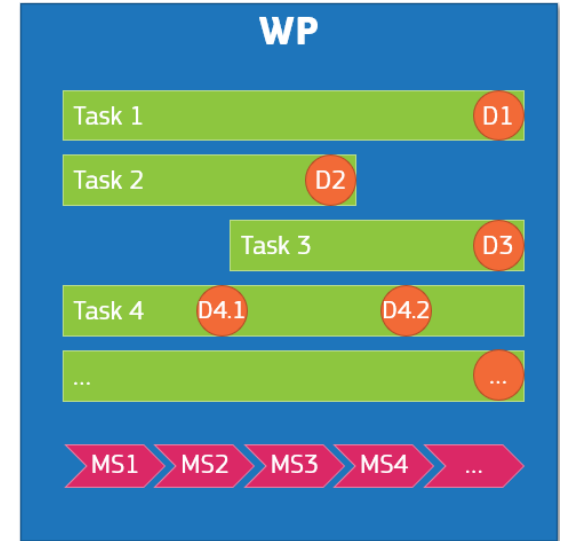 WP
Task 1 D1
Task 2 D2
Task 3 D3
Task 4 D4.1 D4.2
... ...
MS1 MS2 MS3 MS4 ...